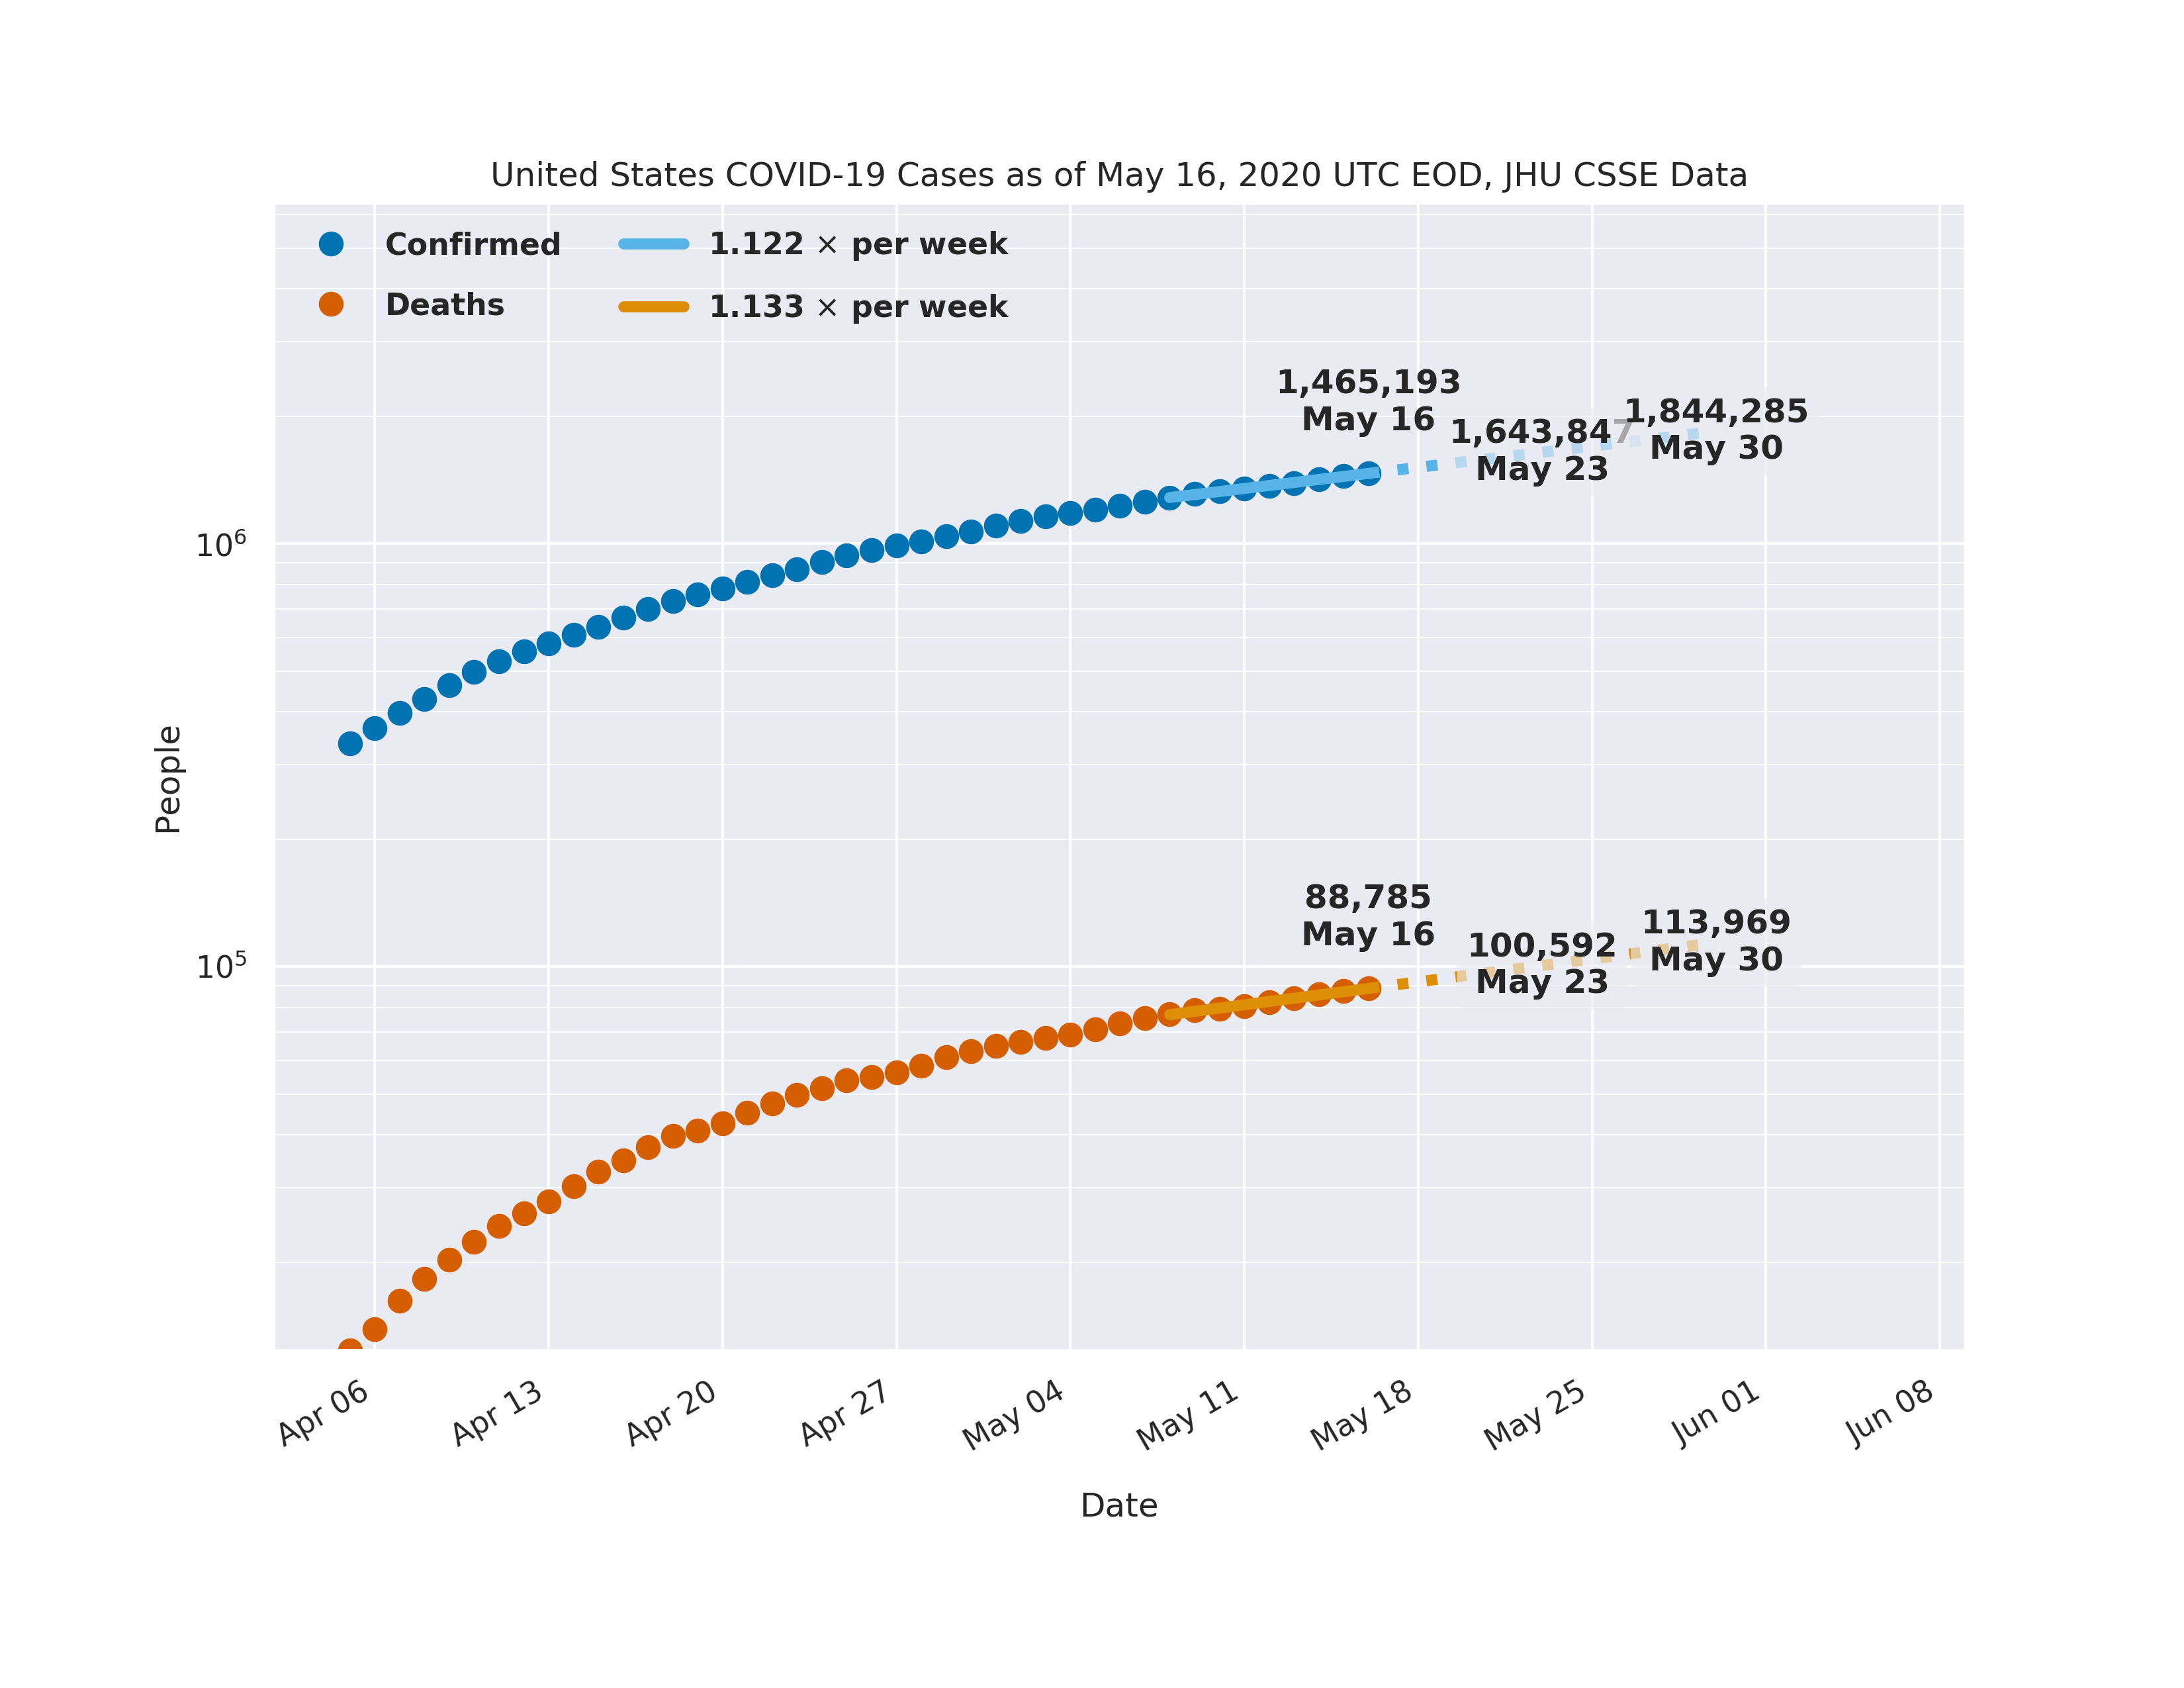 United States COVID-19 Cases as of May 16, 2020 UTC EOD, JHU CSSE Data
Confirmed
Deaths
1.122 × per week
1.133 × per week
1,465,193
May 16
1,643,847
May 23
1,844,285
May 30
88,785
May 16
100,592
May 23
113,969
May 30
10⁶
10⁵
People
Apr 06
Apr 13
Apr 20
Apr 27
May 04
May 11
May 18
May 25
Jun 01
Jun 08
Date